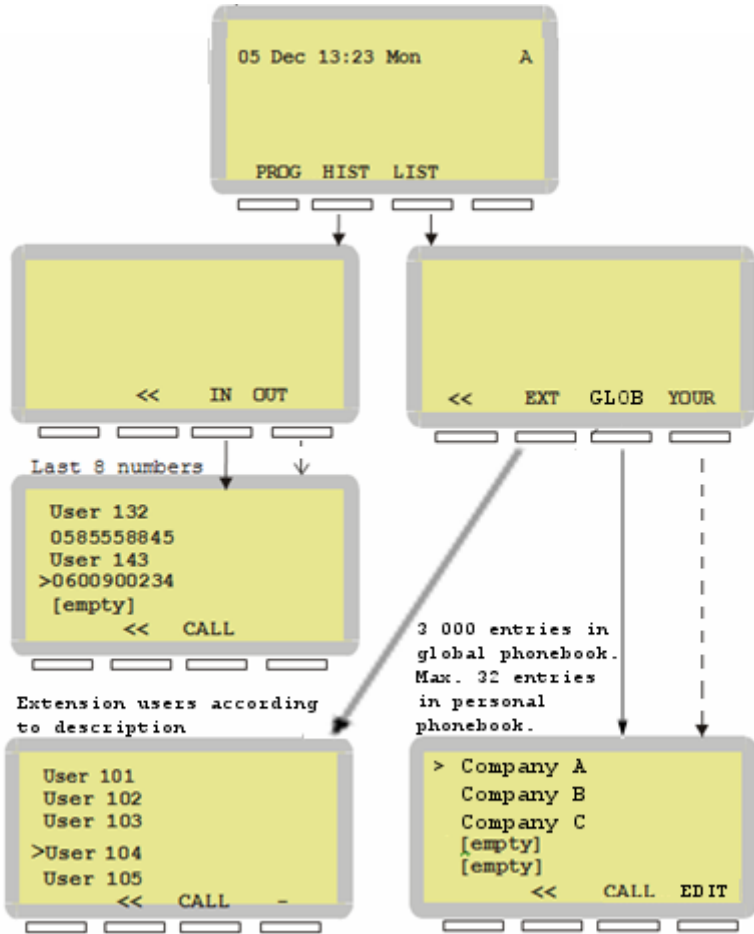 05 Dec 13:23 Mon A
PROG HIST LIST
<< IN OUT
<< EXT GLOB YOUR
Last 8 numbers
User 132
0585558845
User 143
>0600900234
[empty]
<< CALL
3 000 entries in
global phonebook.
Max. 32 entries
in personal
phonebook.
Extension users according
to description
User 101
User 102
User 103
>User 104
User 105
<< CALL -
> Company A
Company B
Company C
[empty]
[empty]
<< CALL EDIT